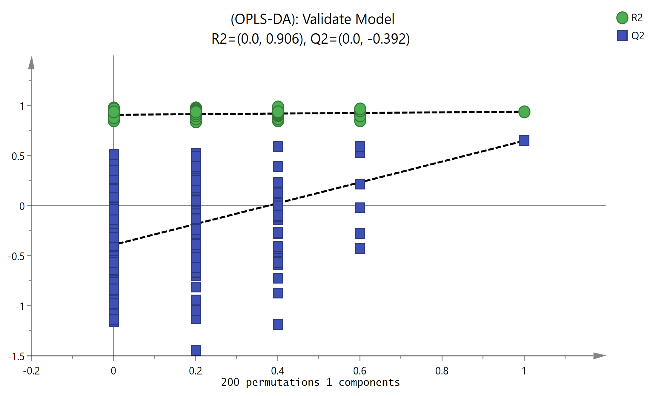 (OPLS-DA): Validate Model
R2=(0.0, 0.906), Q2=(0.0, -0.392)
R2
Q2
1
0.5
0
-0.5
1
-1.5
-0.2
0
0.2
0.4
0.6
0.8
1
200 permutations 1 components